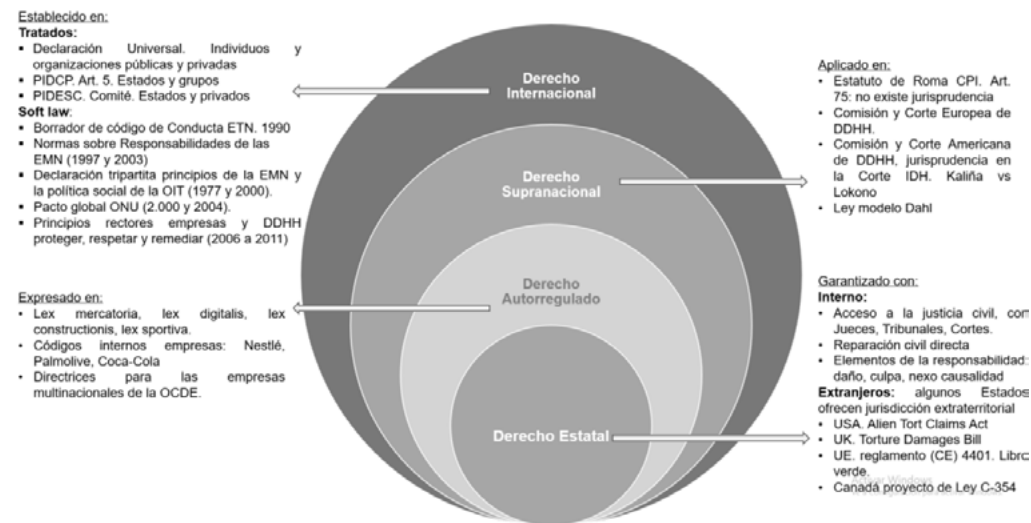 Establecido en:
Tratados:
▪ Declaración Universal. Individuos y
organizaciones públicas y privadas
▪ PIDCP. Art. 5. Estados y grupos
▪ PIDESC. Comité. Estados y privados
Soft law:
▪ Borrador de código de Conducta ETN. 1990
▪ Normas sobre Responsabilidades de las
EMN (1997 y 2003)
▪ Declaración tripartita principios de la EMN y
la política social de la OIT (1977 y 2000).
▪ Pacto global ONU (2.000 y 2004).
▪ Principios rectores empresas y DDHH
proteger, respetar y remediar (2006 a 2011)
Expresado en:
• Lex mercatoria, lex digitalis, lex
constructionis, lex sportiva.
• Códigos internos empresas: Nestlé,
Palmolive, Coca-Cola
• Directrices para las empresas
multinacionales de la OCDE.
Derecho
Internacional
Derecho
Supranacional
Derecho
Autorregulado
Derecho Estatal
Aplicado en:
• Estatuto de Roma CPI. Art.
75: no existe jurisprudencia
• Comisión y Corte Europea de
DDHH.
• Comisión y Corte Americana
de DDHH, jurisprudencia en
la Corte IDH. Kaliña vs
Lokono
• Ley modelo Dahl
Garantizado con:
Interno:
• Acceso a la justicia civil, con
Jueces, Tribunales, Cortes.
• Reparación civil directa
• Elementos de la responsabilidad:
daño, culpa, nexo causalidad
Extranjeros: algunos Estados
ofrecen jurisdicción extraterritorial
• USA. Alien Tort Claims Act
• UK. Torture Damages Bill
• UE. reglamento (CE) 4401. Libro
verde.
Activar Windows
• Canadá proyecto de Ley C-354